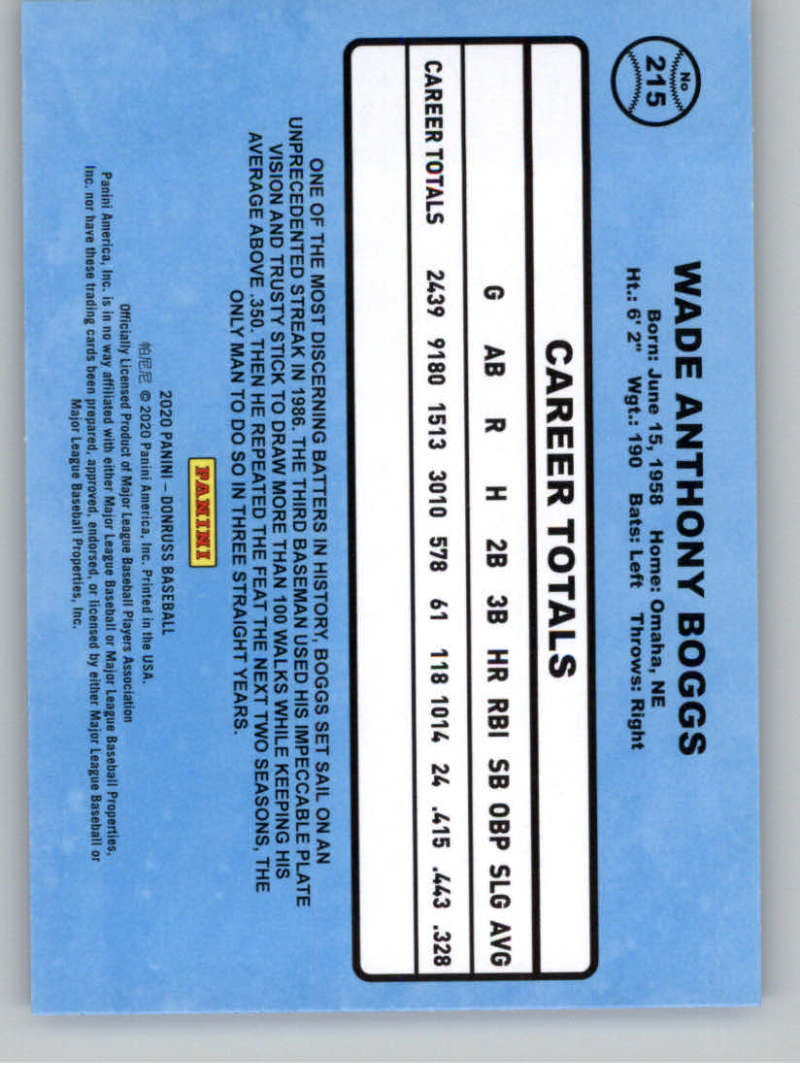 No
215
WADE ANTHONY BOGGS
Born: June 15, 1958 Home: Omaha, NE
Ht.: 6' 2" Wgt.: 190 Bats: Left Throws: Right
CAREER TOTALS
G AB R H 2B 3B HR RBI SB OBP SLG AVG
CAREER TOTALS 2439 9180 1513 3010 578 61 118 1014 24 .415 .443 .328
ONE OF THE MOST DISCERNING BATTERS IN HISTORY, BOGGS SET SAIL ON AN
UNPRECEDENTED STREAK IN 1986. THE THIRD BASEMAN USED HIS IMPECCABLE PLATE
VISION AND TRUSTY STICK TO DRAW MORE THAN 100 WALKS WHILE KEEPING HIS
AVERAGE ABOVE .350. THEN HE REPEATED THE FEAT THE NEXT TWO SEASONS, THE
ONLY MAN TO DO SO IN THREE STRAIGHT YEARS.
PANINI
2020 PANINI – DONRUSS BASEBALL
帕尼尼 © 2020 Panini America, Inc. Printed in the USA.
Officially Licensed Product of Major League Baseball Players Association
Panini America, Inc. is in no way affiliated with either Major League Baseball or Major League Baseball Properties,
Inc. nor have these trading cards been prepared, approved, endorsed, or licensed by either Major League Baseball or
Major League Baseball Properties, Inc.